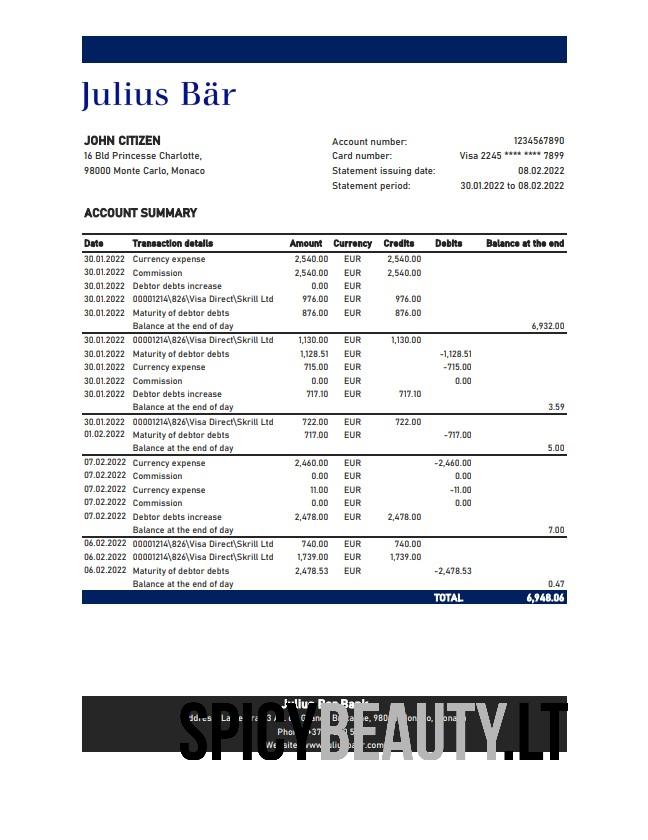 Julius Bär
JOHN CITIZEN
16 Bld Princesse Charlotte,
98000 Monte Carlo, Monaco
Account number: 1234567890
Card number: Visa 2245 **** **** 7899
Statement issuing date: 08.02.2022
Statement period: 30.01.2022 to 08.02.2022
ACCOUNT SUMMARY
Date Transaction details Amount Currency Credits Debits Balance at the end
30.01.2022 Currency expense 2,540.00 EUR 2,540.00
30.01.2022 Commission 2,540.00 EUR 2,540.00
30.01.2022 Debtor debts increase 0.00 EUR
30.01.2022 00001214\826\Visa Direct\Skrill Ltd 976.00 EUR 976.00
30.01.2022 Maturity of debtor debts 876.00 EUR 876.00
Balance at the end of day 6,932.00
30.01.2022 00001214\826\Visa Direct\Skrill Ltd 1,130.00 EUR 1,130.00
30.01.2022 Maturity of debtor debts 1,128.51 EUR -1,128.51
30.01.2022 Currency expense 715.00 EUR -715.00
30.01.2022 Commission 0.00 EUR 0.00
30.01.2022 Debtor debts increase 717.10 EUR 717.10
Balance at the end of day 3.59
30.01.2022 00001214\826\Visa Direct\Skrill Ltd 722.00 EUR 722.00
01.02.2022 Maturity of debtor debts 717.00 EUR -717.00
Balance at the end of day 5.00
07.02.2022 Currency expense 2,460.00 EUR -2,460.00
07.02.2022 Commission 0.00 EUR 0.00
07.02.2022 Currency expense 11.00 EUR -11.00
07.02.2022 Commission 0.00 EUR 0.00
07.02.2022 Debtor debts increase 2,478.00 EUR 2,478.00
Balance at the end of day 7.00
06.02.2022 00001214\826\Visa Direct\Skrill Ltd 740.00 EUR 740.00
06.02.2022 00001214\826\Visa Direct\Skrill Ltd 1,739.00 EUR 1,739.00
06.02.2022 Maturity of debtor debts 2,478.53 EUR -2,478.53
Balance at the end of day 0.47
TOTAL 6,948.06
Julius Bar Bank
SPICYBEAUTY.LT